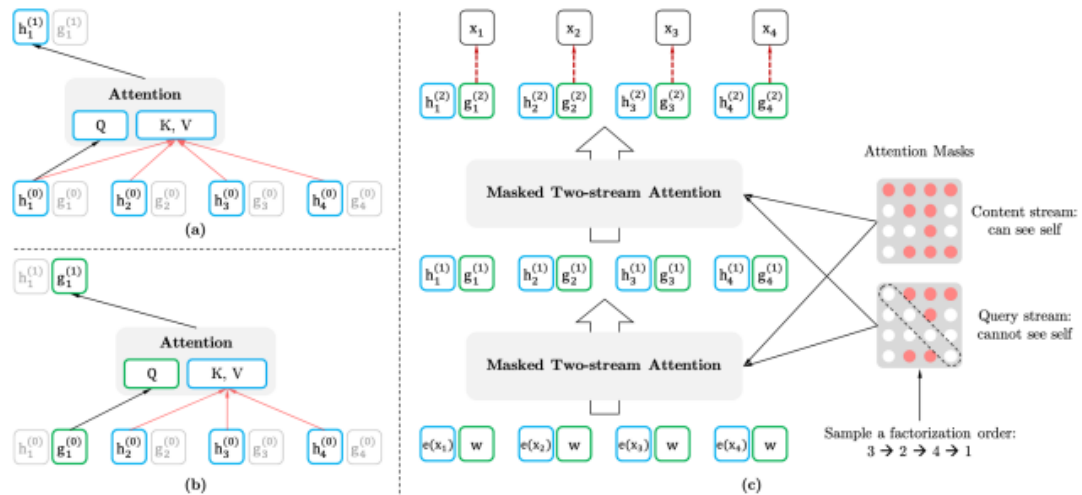 h₁⁽¹⁾ g₁⁽¹⁾
Attention
Q K, V
h₁⁽⁰⁾ g₁⁽⁰⁾ h₂⁽⁰⁾ g₂⁽⁰⁾ h₃⁽⁰⁾ g₃⁽⁰⁾ h₄⁽⁰⁾ g₄⁽⁰⁾
(a)
h₁⁽¹⁾ g₁⁽¹⁾
Attention
Q K, V
h₁⁽⁰⁾ g₁⁽⁰⁾ h₂⁽⁰⁾ g₂⁽⁰⁾ h₃⁽⁰⁾ g₃⁽⁰⁾ h₄⁽⁰⁾ g₄⁽⁰⁾
(b)
x₁ x₂ x₃ x₄
h₁⁽²⁾ g₁⁽²⁾ h₂⁽²⁾ g₂⁽²⁾ h₃⁽²⁾ g₃⁽²⁾ h₄⁽²⁾ g₄⁽²⁾
Masked Two-stream Attention
h₁⁽¹⁾ g₁⁽¹⁾ h₂⁽¹⁾ g₂⁽¹⁾ h₃⁽¹⁾ g₃⁽¹⁾ h₄⁽¹⁾ g₄⁽¹⁾
Masked Two-stream Attention
e(x₁) w e(x₂) w e(x₃) w e(x₄) w
Attention Masks
Content stream:
can see self
Query stream:
cannot see self
Sample a factorization order:
3 → 2 → 4 → 1
(c)